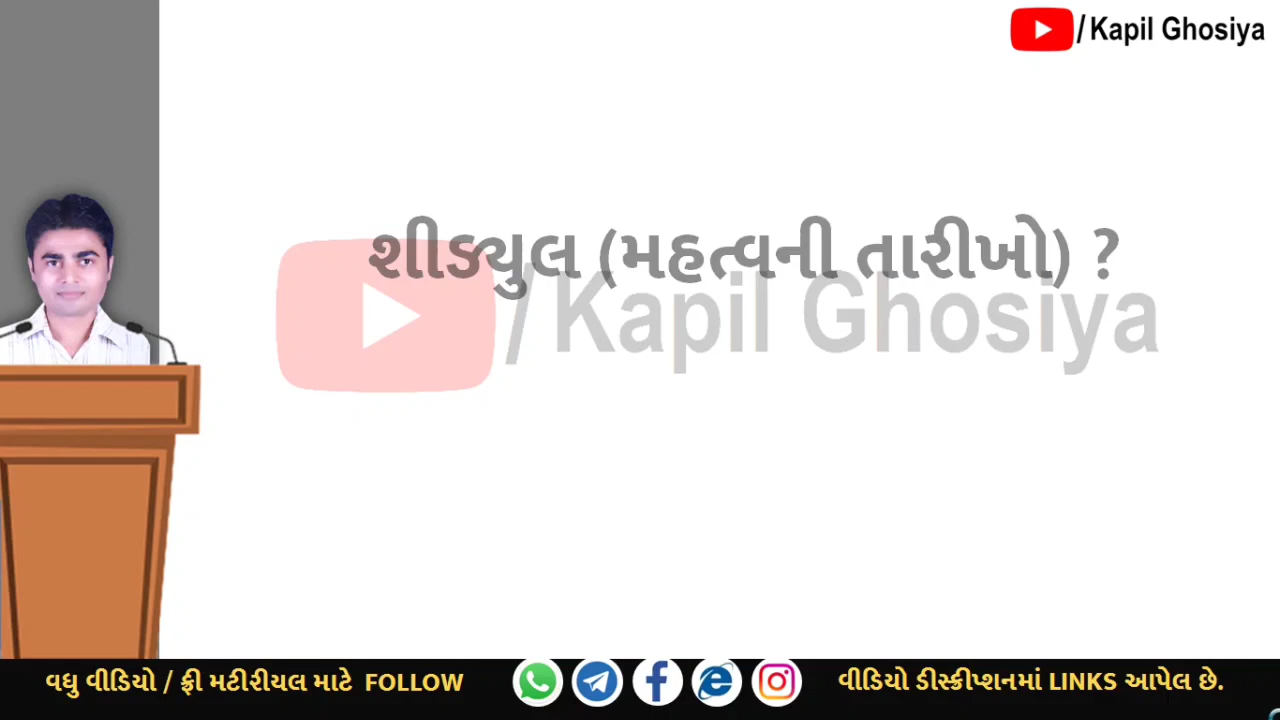 /Kapil Ghosiya
શીડ્યુલ (મહત્વની તારીખો) ?
/Kapil Ghosiya
વધુ વીડિયો / ફ્રી મટીરીયલ માટે FOLLOW
વીડિયો ડીસ્ક્રીપ્શનમાં LINKS આપેલ છે.